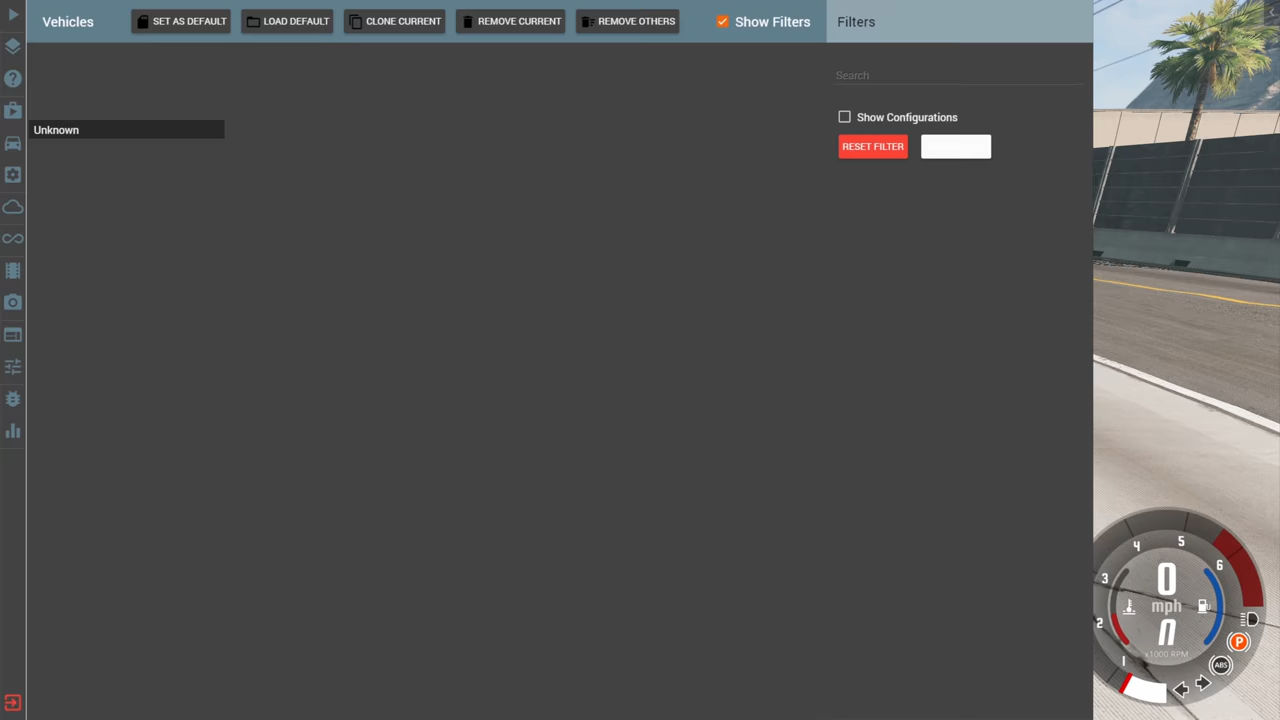 Vehicles
SET AS DEFAULT
LOAD DEFAULT
CLONE CURRENT
REMOVE CURRENT
REMOVE OTHERS
Show Filters
Filters
Search
Show Configurations
Unknown
RESET FILTER
5
4
6
3
0
mph
2
n
x1000 RPM
P
1
ABS